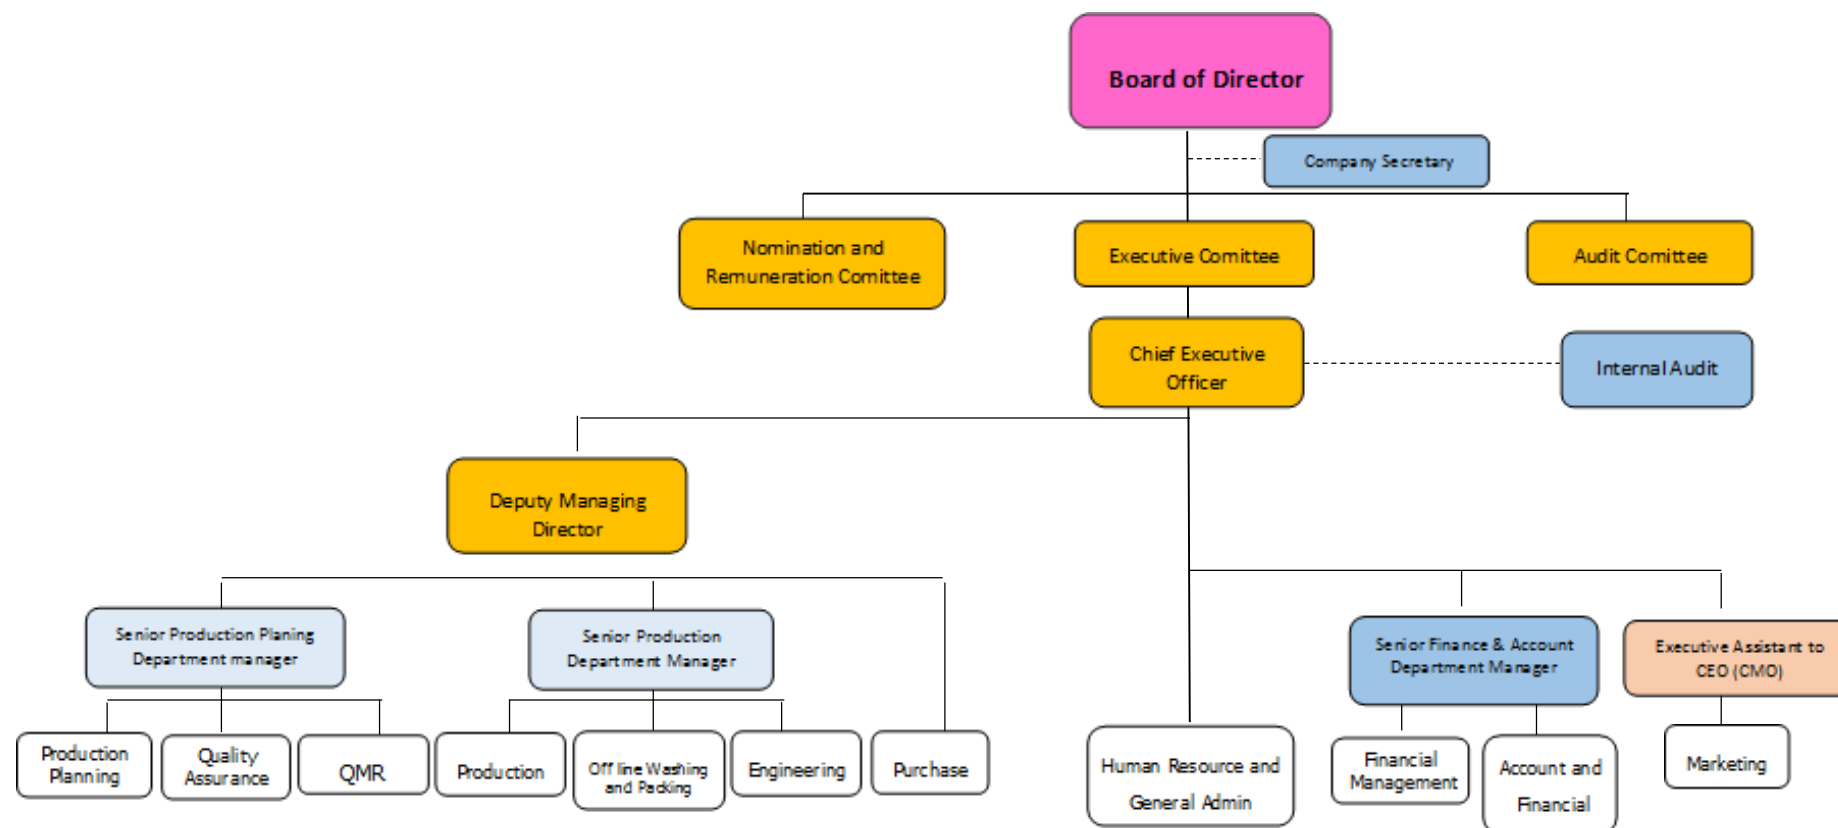 Board of Director
Company Secretary
Nomination and
Remuneration Comittee
Executive Comittee
Audit Comittee
Chief Executive
Officer
Internal Audit
Deputy Managing
Director
Senior Production Planing
Department manager
Senior Production
Department Manager
Senior Finance & Account
Department Manager
Executive Assistant to
CEO (CMO)
Production
Planning
Quality
Assurance
QMR
Production
Off line Washing
and Packing
Engineering
Purchase
Human Resource and
General Admin
Financial
Management
Account and
Financial
Marketing